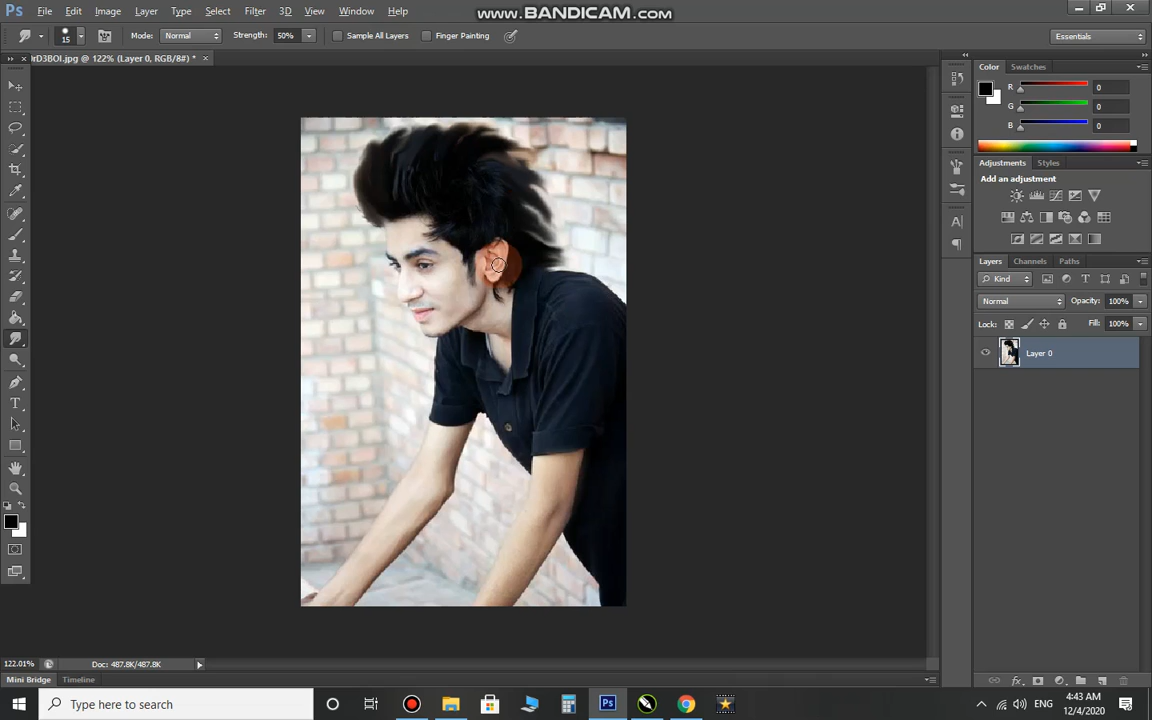 Ps File Edit Image Layer Type Select Filter 3D View Window Help
www.BANDICAM.com
15 Mode: Normal Strength: 50% Sample All Layers Finger Painting Essentials
rD3BOI.jpg @ 122% (Layer 0, RGB/8#) * ×
Color Swatches
R 0
G 0
B 0
Adjustments Styles
Add an adjustment
Layers Channels Paths
Kind
Normal Opacity: 100%
Lock: Fill: 100%
Layer 0
122.01% Doc: 487.8K/487.8K
Mini Bridge Timeline
Type here to search
Ps
ENG
4:43 AM
12/4/2020